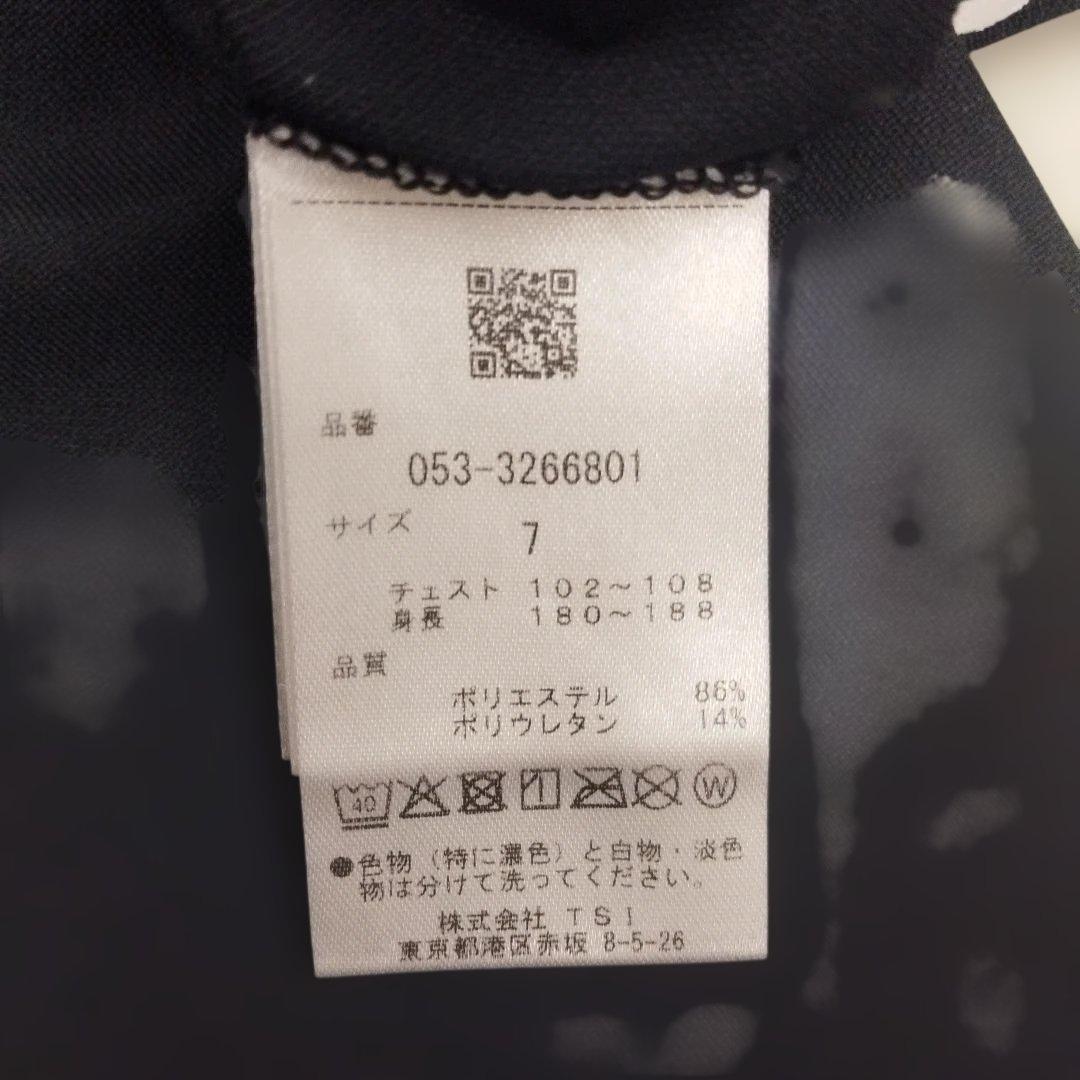 品番
053-3266801
サイズ 7
チェスト 102～108
身長 180～188
品質
ポリエステル 86%
ポリウレタン 14%
40 W
●色物（特に濃色）と白物・淡色
物は分けて洗ってください。
株式会社 TSI
東京都港区赤坂 8-5-26